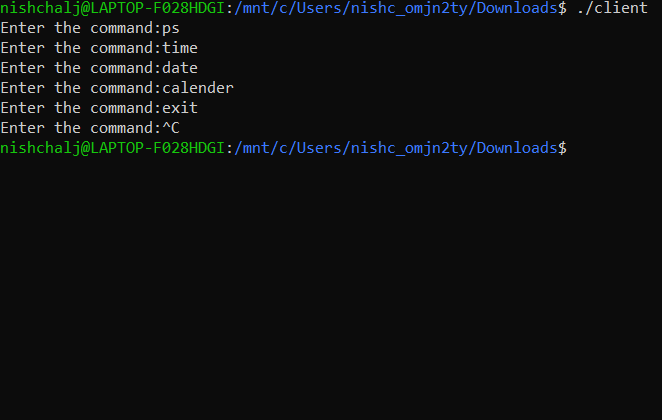 nishchalj@LAPTOP-F028HDGI:/mnt/c/Users/nishc_omjn2ty/Downloads$ ./client
Enter the command:ps
Enter the command:time
Enter the command:date
Enter the command:calender
Enter the command:exit
Enter the command:^C
nishchalj@LAPTOP-F028HDGI:/mnt/c/Users/nishc_omjn2ty/Downloads$